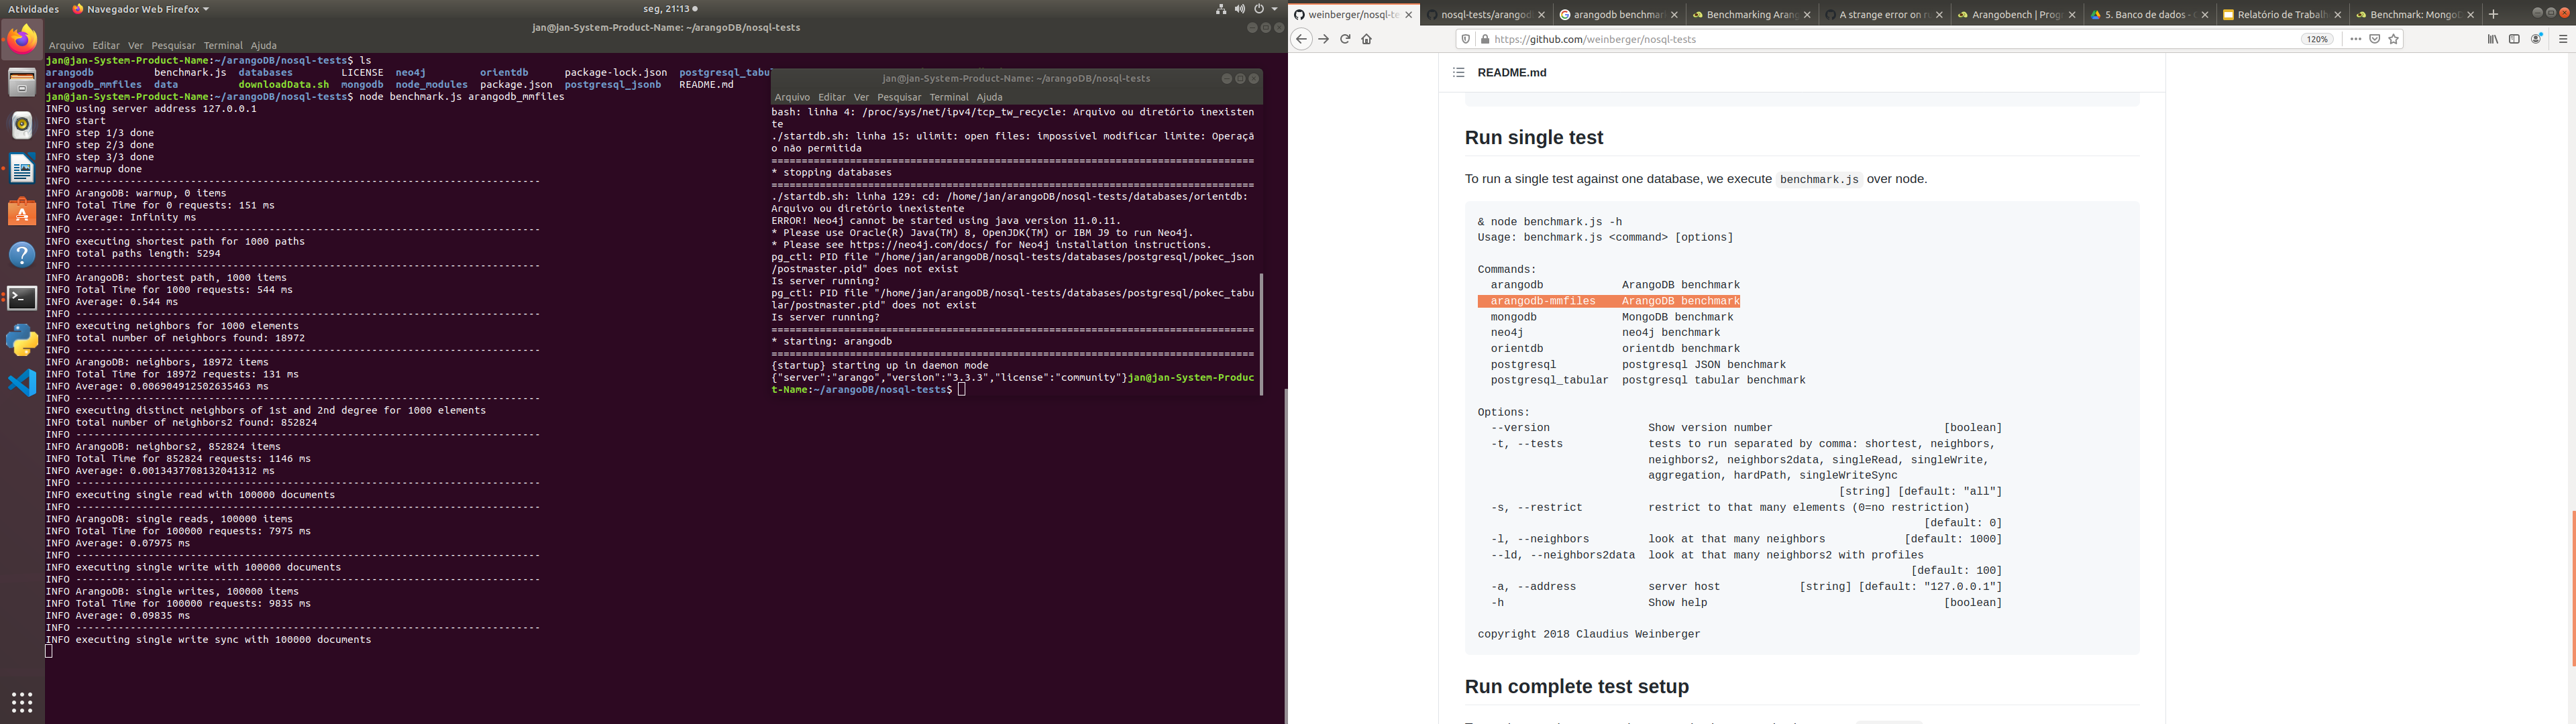 Atividades Navegador Web Firefox seg, 21:13
jan@jan-System-Product-Name: ~/arangoDB/nosql-tests
Arquivo Editar Ver Pesquisar Terminal Ajuda
jan@jan-System-Product-Name:~/arangoDB/nosql-tests$ ls
arangodb benchmark.js databases LICENSE neo4j orientdb package-lock.json postgresql_tabul
arangodb_mmfiles data downloadData.sh mongodb node_modules package.json postgresql_jsonb README.md
jan@jan-System-Product-Name:~/arangoDB/nosql-tests$ node benchmark.js arangodb_mmfiles
INFO using server address 127.0.0.1
INFO start
INFO step 1/3 done
INFO step 2/3 done
INFO step 3/3 done
INFO warmup done
INFO -----------------------------------------------------------------------------
INFO ArangoDB: warmup, 0 items
INFO Total Time for 0 requests: 151 ms
INFO Average: Infinity ms
INFO -----------------------------------------------------------------------------
INFO executing shortest path for 1000 paths
INFO total paths length: 5294
INFO -----------------------------------------------------------------------------
INFO ArangoDB: shortest path, 1000 items
INFO Total Time for 1000 requests: 544 ms
INFO Average: 0.544 ms
INFO -----------------------------------------------------------------------------
INFO executing neighbors for 1000 elements
INFO total number of neighbors found: 18972
INFO -----------------------------------------------------------------------------
INFO ArangoDB: neighbors, 18972 items
INFO Total Time for 18972 requests: 131 ms
INFO Average: 0.006904912502635463 ms
INFO -----------------------------------------------------------------------------
INFO executing distinct neighbors of 1st and 2nd degree for 1000 elements
INFO total number of neighbors2 found: 852824
INFO -----------------------------------------------------------------------------
INFO ArangoDB: neighbors2, 852824 items
INFO Total Time for 852824 requests: 1146 ms
INFO Average: 0.0013437708132041312 ms
INFO -----------------------------------------------------------------------------
INFO executing single read with 100000 documents
INFO -----------------------------------------------------------------------------
INFO ArangoDB: single reads, 100000 items
INFO Total Time for 100000 requests: 7975 ms
INFO Average: 0.07975 ms
INFO -----------------------------------------------------------------------------
INFO executing single write with 100000 documents
INFO -----------------------------------------------------------------------------
INFO ArangoDB: single writes, 100000 items
INFO Total Time for 100000 requests: 9835 ms
INFO Average: 0.09835 ms
INFO -----------------------------------------------------------------------------
INFO executing single write sync with 100000 documents
jan@jan-System-Product-Name: ~/arangoDB/nosql-tests
Arquivo Editar Ver Pesquisar Terminal Ajuda
bash: linha 4: /proc/sys/net/ipv4/tcp_tw_recycle: Arquivo ou diretório inexisten
te
./startdb.sh: linha 15: ulimit: open files: impossível modificar limite: Operaçã
o não permitida
================================================================================
* stopping databases
================================================================================
./startdb.sh: linha 129: cd: /home/jan/arangoDB/nosql-tests/databases/orientdb:
Arquivo ou diretório inexistente
ERROR! Neo4j cannot be started using java version 11.0.11.
* Please use Oracle(R) Java(TM) 8, OpenJDK(TM) or IBM J9 to run Neo4j.
* Please see https://neo4j.com/docs/ for Neo4j installation instructions.
pg_ctl: PID file "/home/jan/arangoDB/nosql-tests/databases/postgresql/pokec_json
/postmaster.pid" does not exist
Is server running?
pg_ctl: PID file "/home/jan/arangoDB/nosql-tests/databases/postgresql/pokec_tabu
lar/postmaster.pid" does not exist
Is server running?
================================================================================
* starting: arangodb
================================================================================
{startup} starting up in daemon mode
{"server":"arango","version":"3.3.3","license":"community"}jan@jan-System-Produc
t-Name:~/arangoDB/nosql-tests$
weinberger/nosql-te nosql-tests/arangod arangodb benchmark Benchmarking Arang A strange error on ru Arangobench | Prog 5. Banco de dados - Relatório de Trabalh Benchmark: MongoD
https://github.com/weinberger/nosql-tests 120%
README.md
Run single test
To run a single test against one database, we execute benchmark.js over node.
& node benchmark.js -h
Usage: benchmark.js <command> [options]
Commands:
arangodb ArangoDB benchmark
arangodb-mmfiles ArangoDB benchmark
mongodb MongoDB benchmark
neo4j neo4j benchmark
orientdb orientdb benchmark
postgresql postgresql JSON benchmark
postgresql_tabular postgresql tabular benchmark
Options:
--version Show version number [boolean]
-t, --tests tests to run separated by comma: shortest, neighbors,
neighbors2, neighbors2data, singleRead, singleWrite,
aggregation, hardPath, singleWriteSync
[string] [default: "all"]
-s, --restrict restrict to that many elements (0=no restriction)
[default: 0]
-l, --neighbors look at that many neighbors [default: 1000]
--ld, --neighbors2data look at that many neighbors2 with profiles
[default: 100]
-a, --address server host [string] [default: "127.0.0.1"]
-h Show help [boolean]
copyright 2018 Claudius Weinberger
Run complete test setup